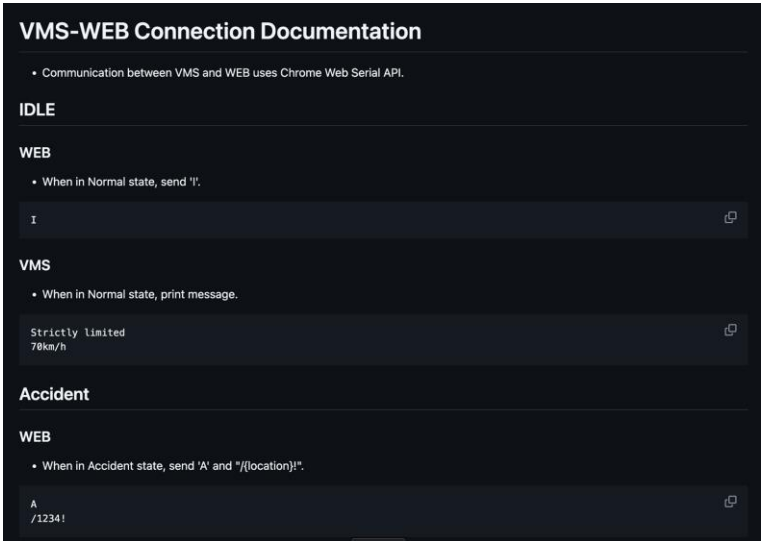 VMS-WEB Connection Documentation
• Communication between VMS and WEB uses Chrome Web Serial API.
IDLE
WEB
• When in Normal state, send 'I'.
I
VMS
• When in Normal state, print message.
Strictly limited
70km/h
Accident
WEB
• When in Accident state, send 'A' and "/{location}!".
A
/1234!